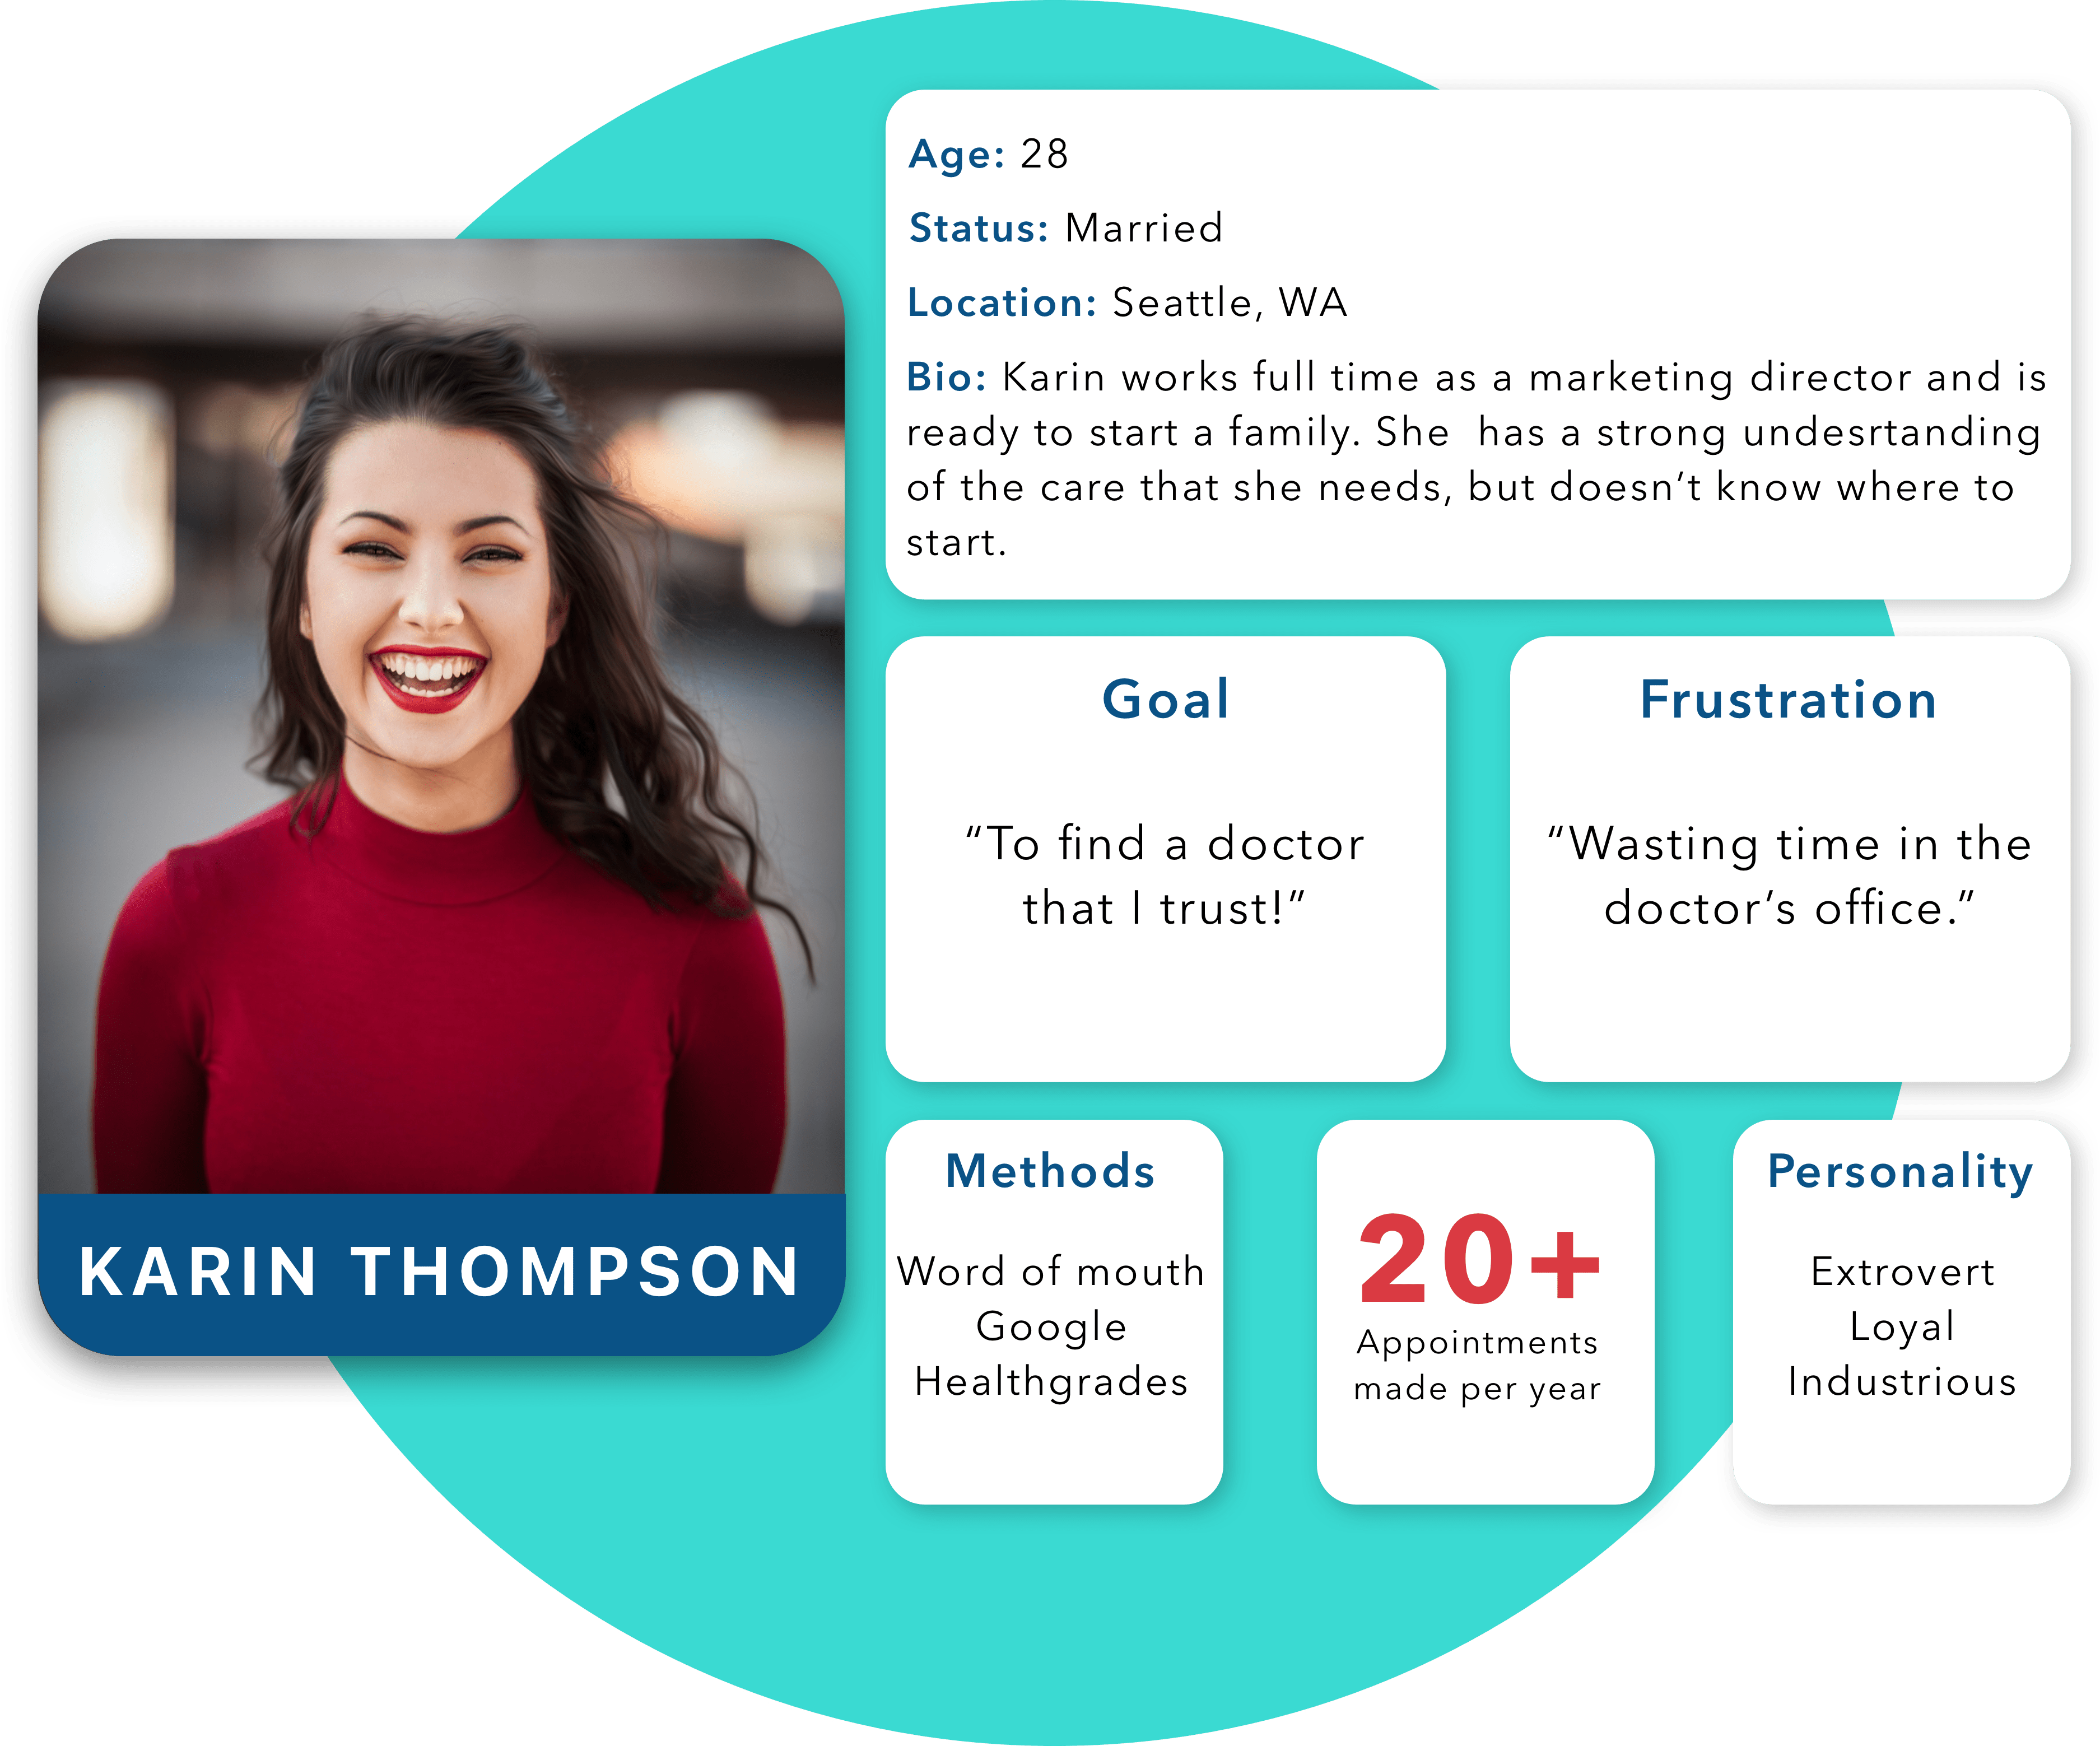 Age: 28
Status: Married
Location: Seattle, WA
Bio: Karin works full time as a marketing director and is
ready to start a family. She  has a strong undesrtanding
of the care that she needs, but doesn’t know where to
start.
Goal
“To find a doctor
that I trust!”
Frustration
“Wasting time in the
doctor’s office.”
KARIN THOMPSON
Methods
Word of mouth
Google
Healthgrades
20+
Appointments
made per year
Personality
Extrovert
Loyal
Industrious